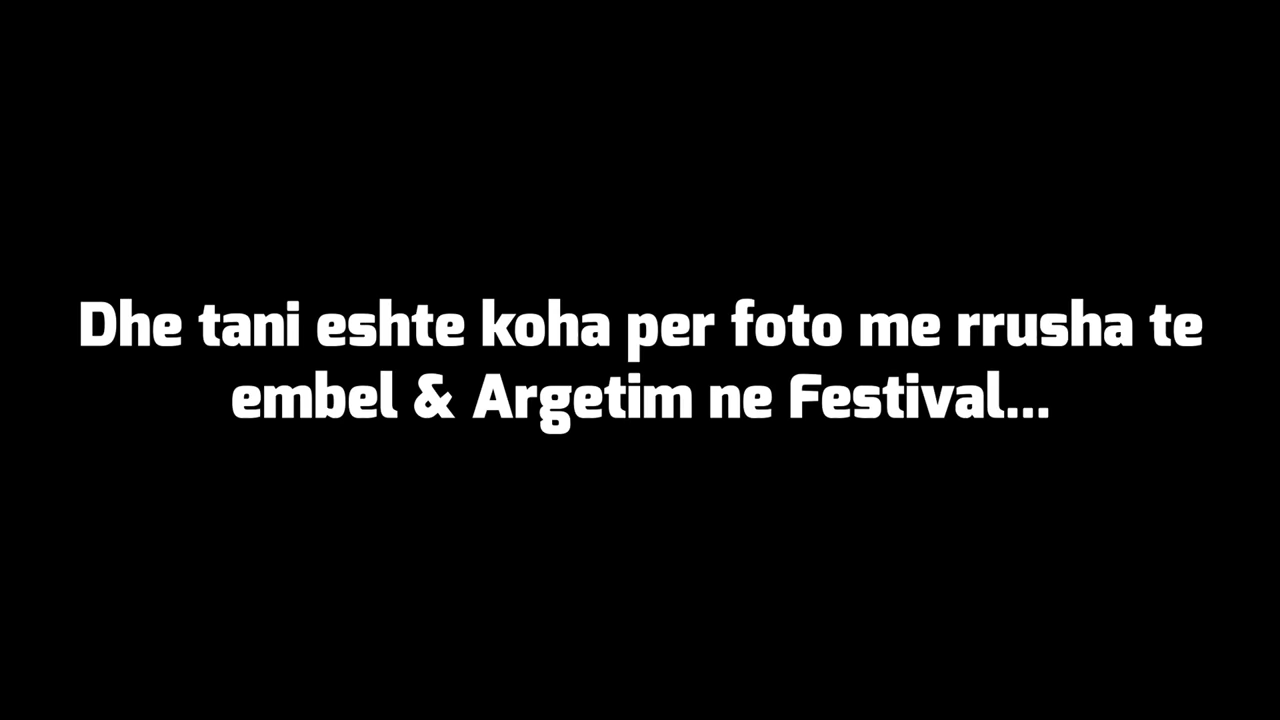 Dhe tani eshte koha per foto me rrusha te
embel & Argetim ne Festival...